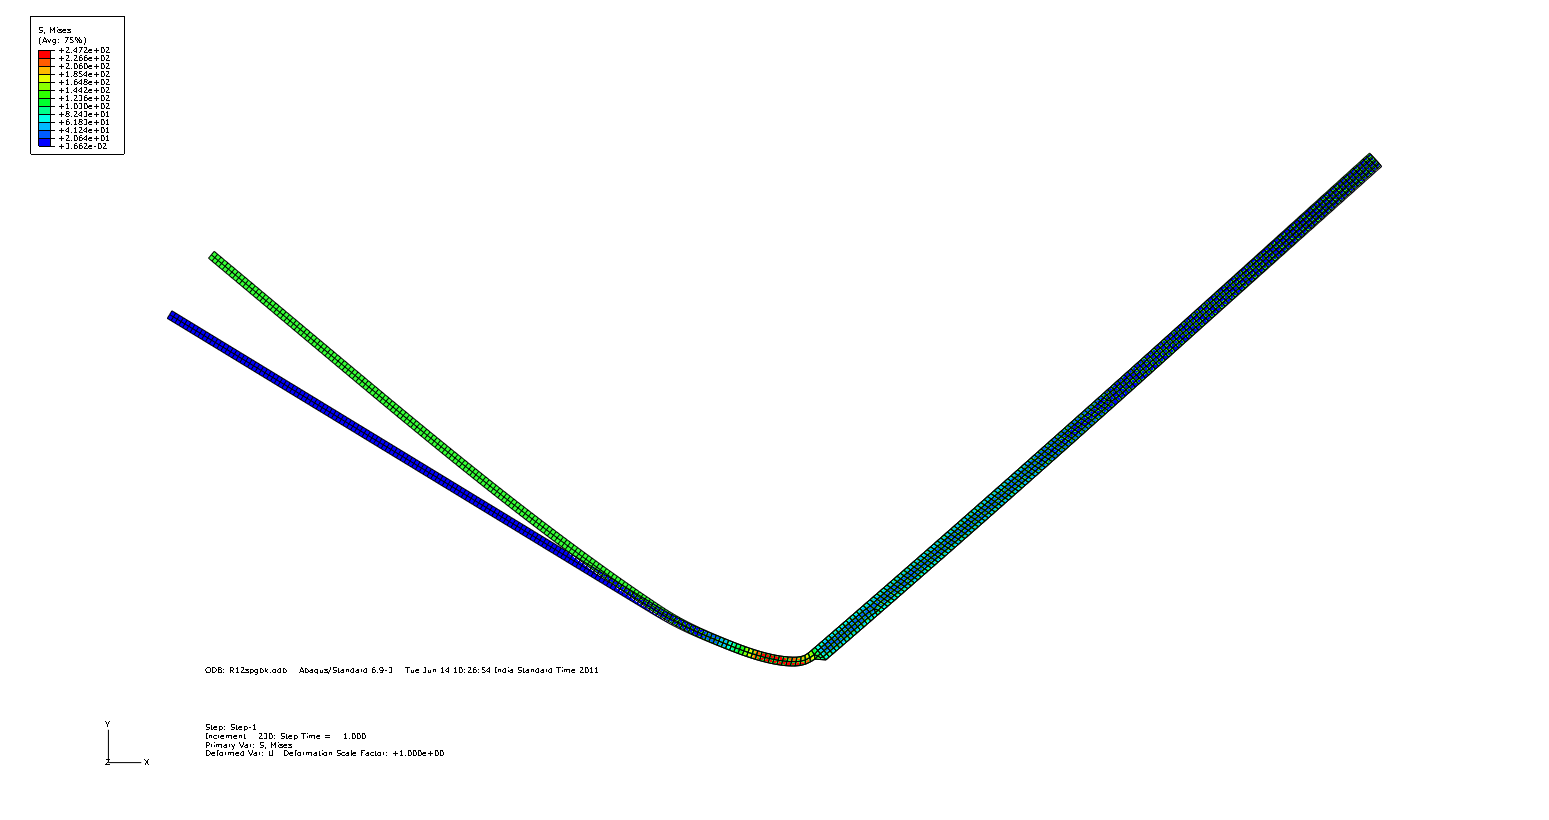 S, Mises
(Avg: 75%)
+2.472e+02
+2.266e+02
+2.060e+02
+1.854e+02
+1.648e+02
+1.442e+02
+1.236e+02
+1.030e+02
+8.243e+01
+6.183e+01
+4.124e+01
+2.064e+01
+3.662e-02
ODB: R12spgbk.odb Abaqus/Standard 6.9-3 Tue Jun 14 10:26:54 India Standard Time 2011
Y
Z X
Step: Step-1
Increment 230: Step Time = 1.000
Primary Var: S, Mises
Deformed Var: U Deformation Scale Factor: +1.000e+00